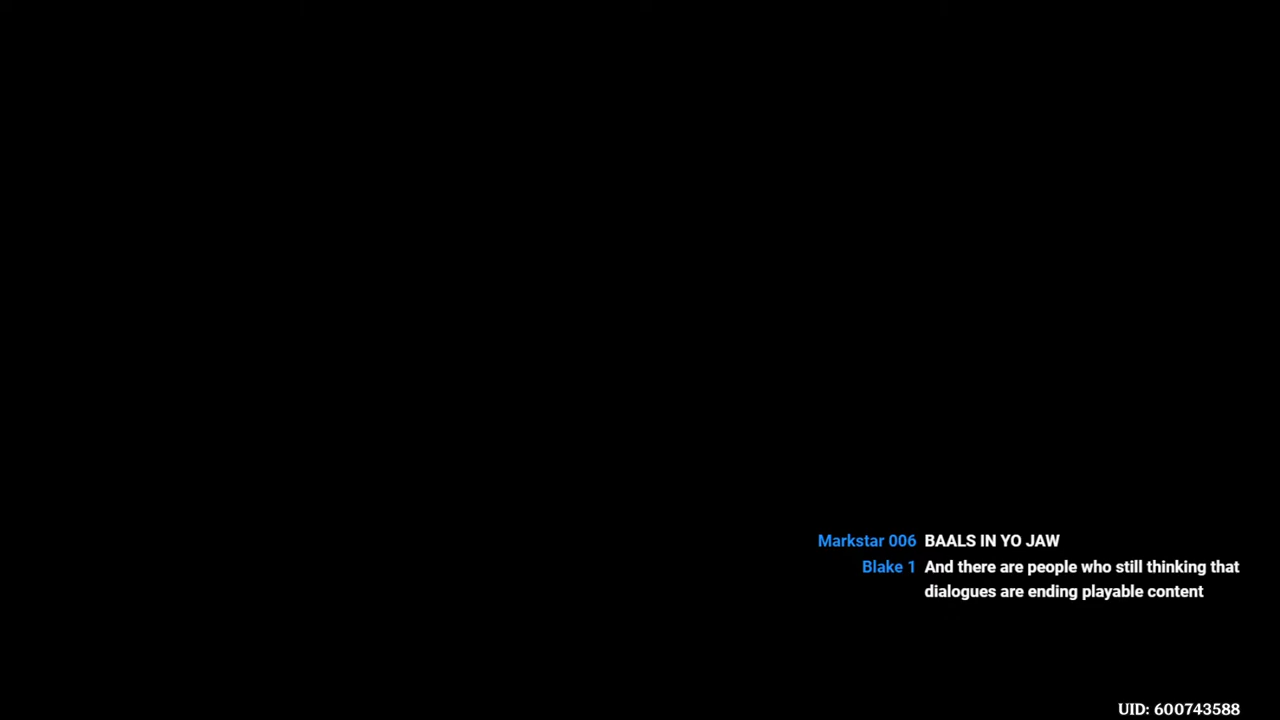 Markstar 006 BAALS IN YO JAW
Blake 1 And there are people who still thinking that
dialogues are ending playable content
UID: 600743588